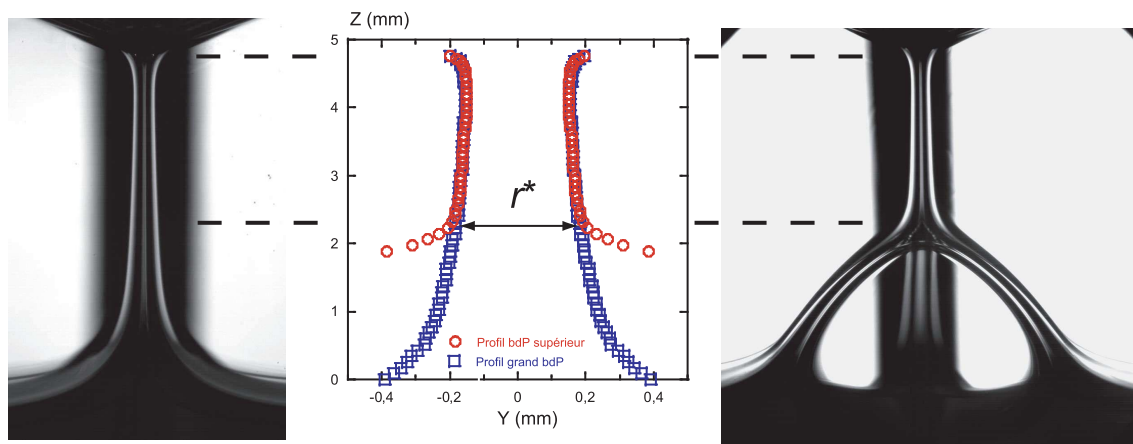 Z (mm)
5
4
3
2
1
0
r*
Profil bdP supérieur
Profil grand bdP
-0,4
-0,2
0
0,2
0,4
Y (mm)